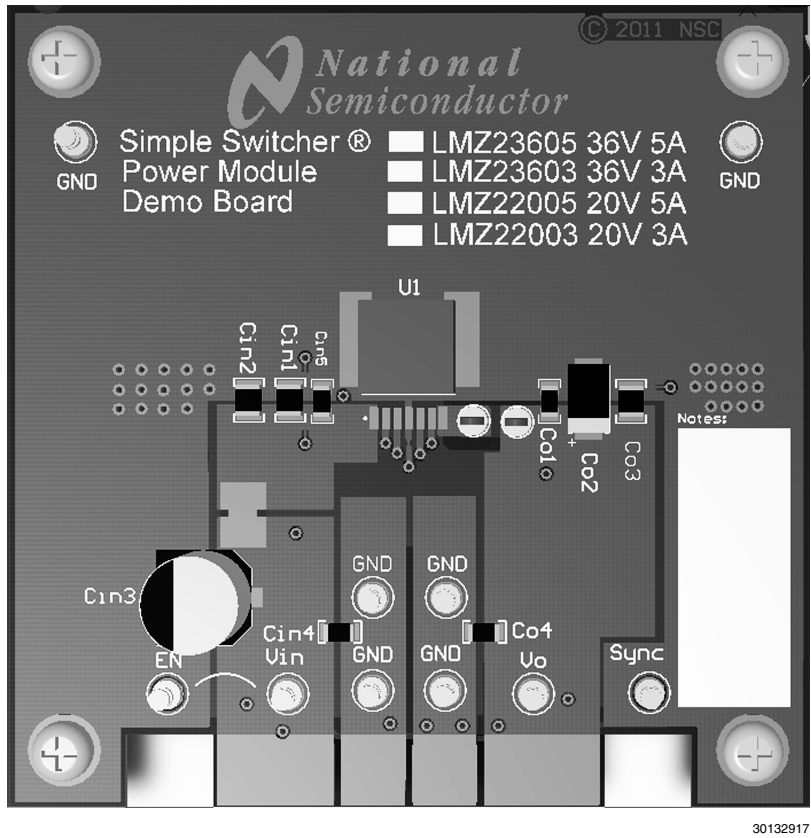 © 2011 NSC
National
Semiconductor
Simple Switcher ®
Power Module
Demo Board
LMZ23605 36V 5A
LMZ23603 36V 3A
LMZ22005 20V 5A
LMZ22003 20V 3A
GND
GND
U1
Cin2
Cin1
Cin5
Co1
+
Co2
Co3
Notes:
Cin3
GND
GND
Cin4
Co4
EN
Vin
GND
GND
Vo
Sync
30132917